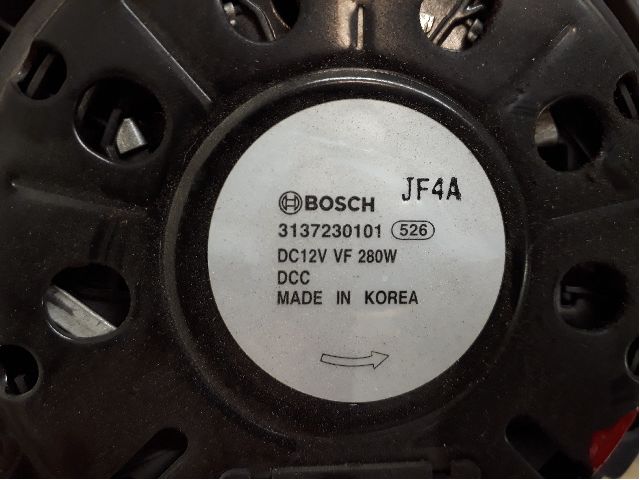 BOSCH JF4A
3137230101 526
DC12V VF 280W
DCC
MADE IN KOREA